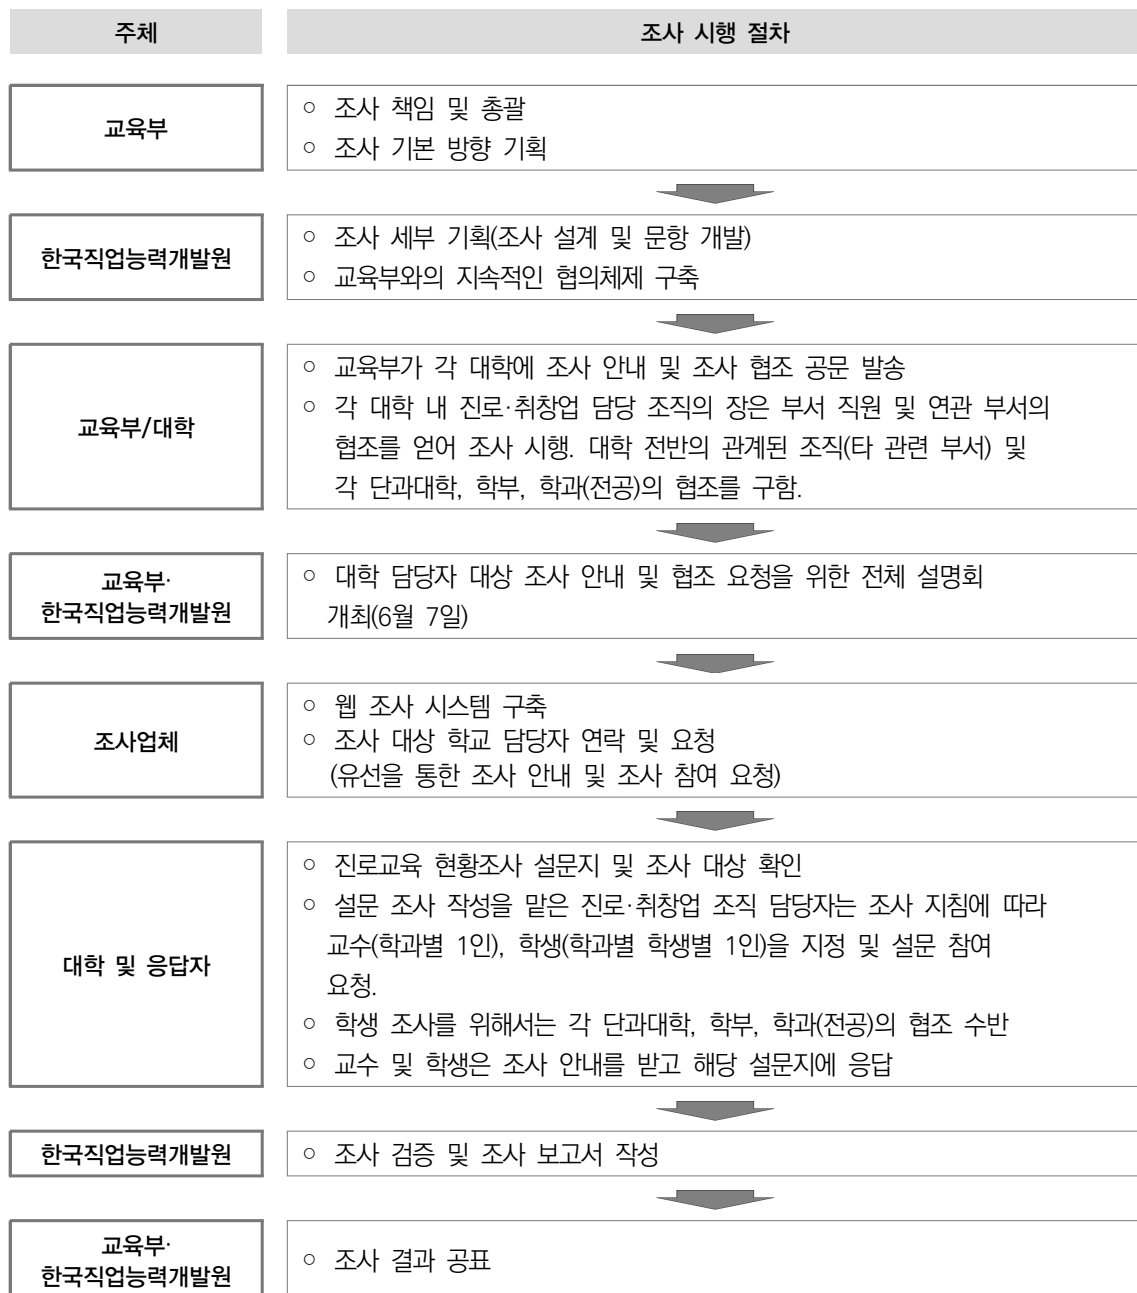 주체
조사 시행 절차
교육부
○ 조사 책임 및 총괄
○ 조사 기본 방향 기획
한국직업능력개발원
○ 조사 세부 기획(조사 설계 및 문항 개발)
○ 교육부와의 지속적인 협의체제 구축
교육부/대학
○ 교육부가 각 대학에 조사 안내 및 조사 협조 공문 발송
○ 각 대학 내 진로·취창업 담당 조직의 장은 부서 직원 및 연관 부서의
협조를 얻어 조사 시행. 대학 전반의 관계된 조직(타 관련 부서) 및
각 단과대학, 학부, 학과(전공)의 협조를 구함.
교육부·
한국직업능력개발원
○ 대학 담당자 대상 조사 안내 및 협조 요청을 위한 전체 설명회
개최(6월 7일)
조사업체
○ 웹 조사 시스템 구축
○ 조사 대상 학교 담당자 연락 및 요청
(유선을 통한 조사 안내 및 조사 참여 요청)
대학 및 응답자
○ 진로교육 현황조사 설문지 및 조사 대상 확인
○ 설문 조사 작성을 맡은 진로·취창업 조직 담당자는 조사 지침에 따라
교수(학과별 1인), 학생(학과별 학생별 1인)을 지정 및 설문 참여
요청.
○ 학생 조사를 위해서는 각 단과대학, 학부, 학과(전공)의 협조 수반
○ 교수 및 학생은 조사 안내를 받고 해당 설문지에 응답
한국직업능력개발원
○ 조사 검증 및 조사 보고서 작성
교육부·
한국직업능력개발원
○ 조사 결과 공표